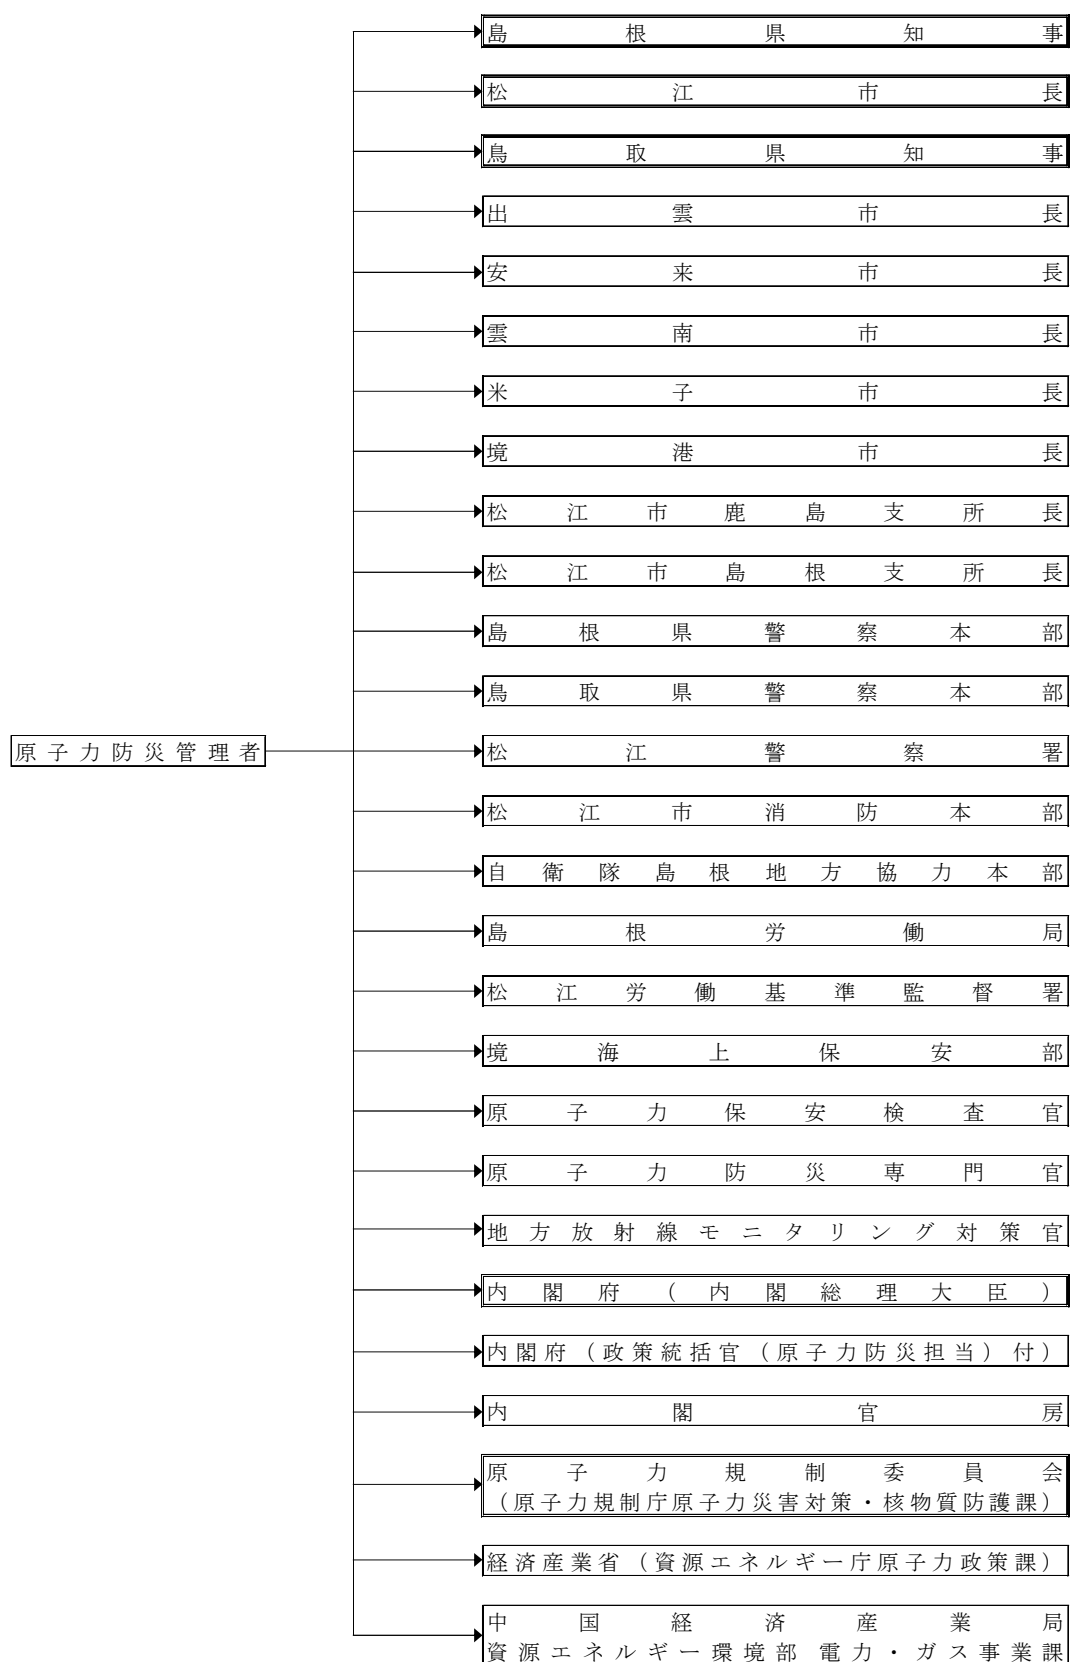 島根県知事
松江市長
鳥取県知事
出雲市長
安来市長
雲南市長
米子市長
境港市長
松江市鹿島支所長
松江市島根支所長
島根県警察本部
鳥取県警察本部
原子力防災管理者
松江警察署
松江市消防本部
自衛隊島根地方協力本部
島根労働局
松江労働基準監督署
境海上保安部
原子力保安検査官
原子力防災専門官
地方放射線モニタリング対策官
内閣府(内閣総理大臣)
内閣府(政策統括官(原子力防災担当)付)
内閣官房
原子力規制委員会
(原子力規制庁原子力災害対策・核物質防護課)
経済産業省(資源エネルギー庁原子力政策課)
中国経済産業局
資源エネルギー環境部 電力・ガス事業課